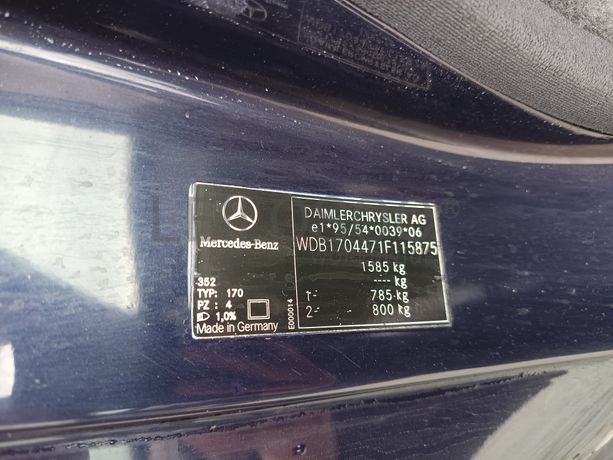 Mercedes-Benz
352
TYP: 170
PZ : 4
1,0%
Made in Germany
E000014
DAIMLERCHRYSLER AG
e1*95/54*0039*06
WDB1704471F115875
1585 kg
---- kg
1- 785 kg
2- 800 kg